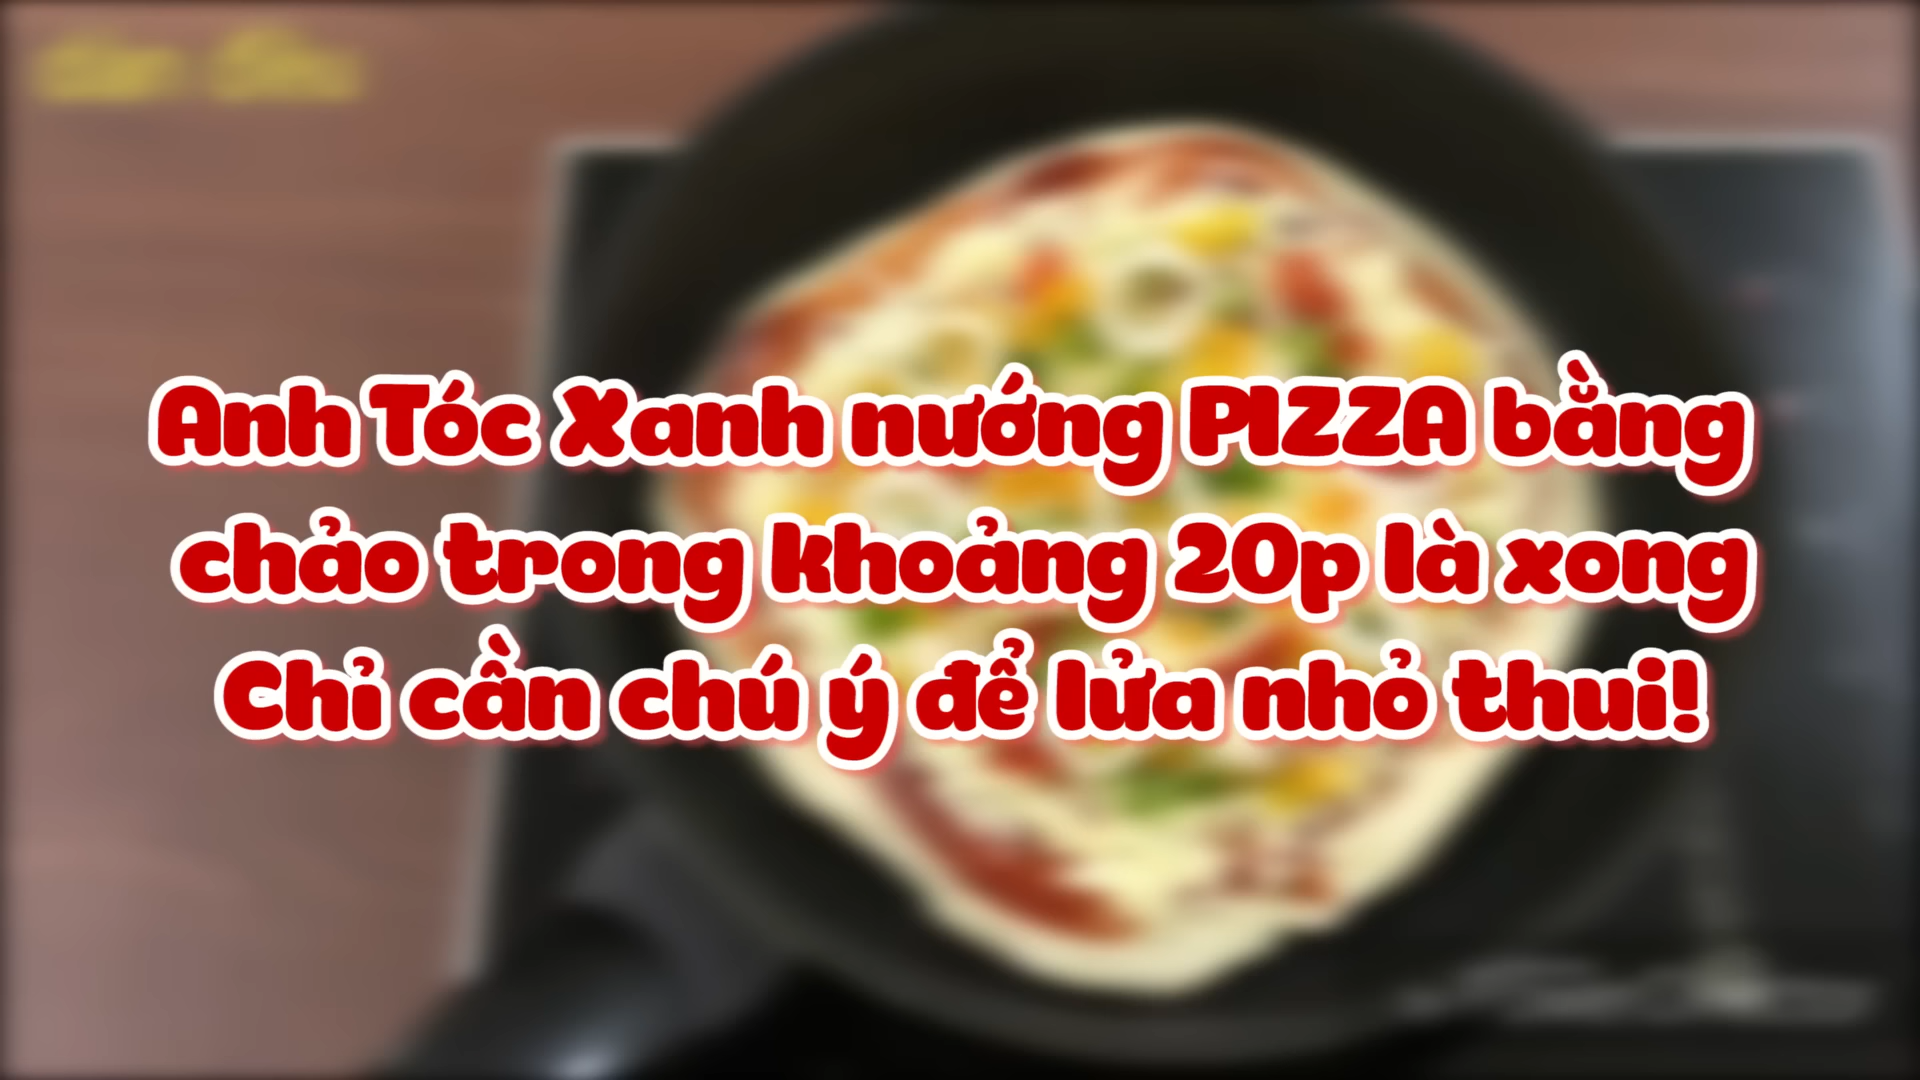 Anh Tóc Xanh nướng PIZZA bằng
chảo trong khoảng 20p là xong
Chỉ cần chú ý để lửa nhỏ thui!